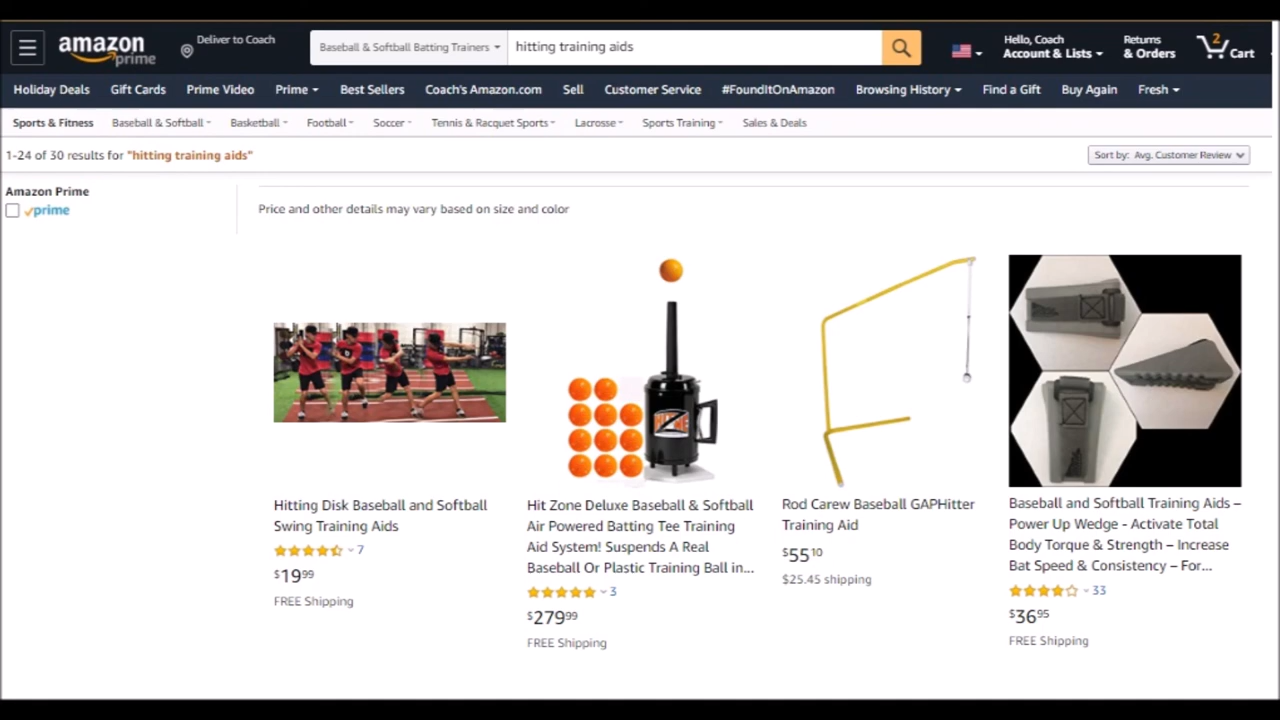 amazon
prime
Deliver to Coach
Baseball & Softball Batting Trainers
hitting training aids
Hello, Coach
Account & Lists
Returns
& Orders
2
Cart
Holiday Deals Gift Cards Prime Video Prime Best Sellers Coach's Amazon.com Sell Customer Service #FoundItOnAmazon Browsing History Find a Gift Buy Again Fresh
Sports & Fitness Baseball & Softball Basketball Football Soccer Tennis & Racquet Sports Lacrosse Sports Training Sales & Deals
1-24 of 30 results for "hitting training aids"
Sort by: Avg. Customer Review
Amazon Prime
prime
Price and other details may vary based on size and color
Hitting Disk Baseball and Softball
Swing Training Aids
7
$19.99
FREE Shipping
Hit Zone Deluxe Baseball & Softball
Air Powered Batting Tee Training
Aid System! Suspends A Real
Baseball Or Plastic Training Ball in...
3
$279.99
FREE Shipping
Rod Carew Baseball GAPHitter
Training Aid
$55.10
$25.45 shipping
Baseball and Softball Training Aids –
Power Up Wedge - Activate Total
Body Torque & Strength – Increase
Bat Speed & Consistency – For...
33
$36.95
FREE Shipping